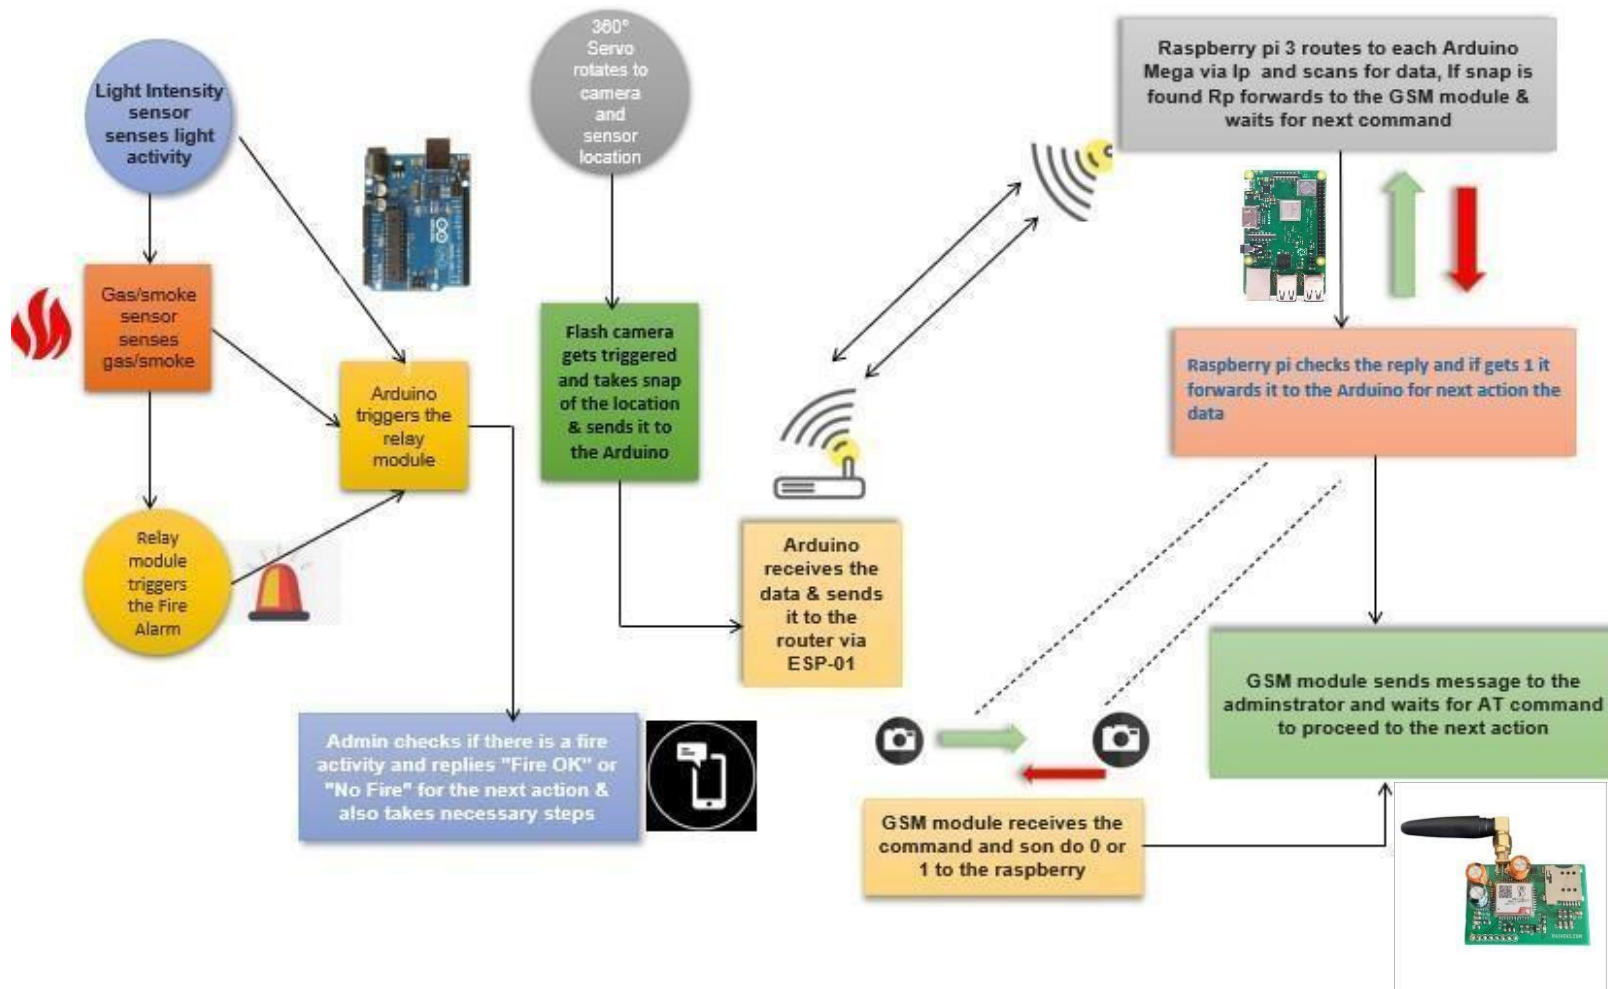 Light Intensity
sensor
senses light
activity
Gas/smoke
sensor
senses
gas/smoke
Relay
module
triggers
the Fire
Alarm
Arduino
triggers the
relay
module
Admin checks if there is a fire
activity and replies "Fire OK" or
"No Fire" for the next action &
also takes necessary steps
360°
Servo
rotates to
camera
and
sensor
location
Flash camera
gets triggered
and takes snap
of the location
& sends it to
the Arduino
Arduino
receives the
data & sends
it to the
router via
ESP-01
Raspberry pi 3 routes to each Arduino
Mega via Ip and scans for data, If snap is
found Rp forwards to the GSM module &
waits for next command
Raspberry pi checks the reply and if gets 1 it
forwards it to the Arduino for next action the
data
GSM module sends message to the
adminstrator and waits for AT command
to proceed to the next action
GSM module receives the
command and son do 0 or
1 to the raspberry